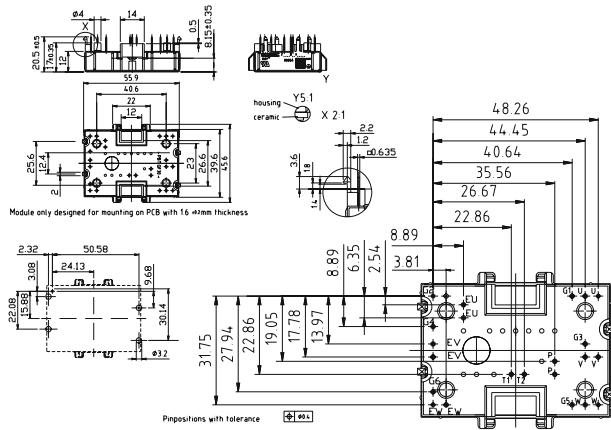 ø4
14
X
20.5 ±0.5
17±0.35
12
0.5
8.15±0.35
55.9
40.6
22
12
25.6
12.4
2
23
26.6
39.6
45.6
Y
Y5:1
housing
ceramic
X 2:1
2.2
1.2
□0.635
3.6
1.8
1.4
Module only designed for mounting on PCB with 1.6 ±0.2mm thickness
2.32
50.58
24.13
3.08
9.68
22.08
15.88
30.14
ø3.2
48.26
44.45
40.64
35.56
26.67
22.86
8.89
3.81
8.89
6.35
2.54
31.75
27.94
22.86
19.05
17.78
13.97
G2
EU
EU
G4
EV
EV
G6
EW EW
G1 U U
G3
V V
P
P
T1 T2
G5 W W
Pinpositions with tolerance
⌖ ø0.4